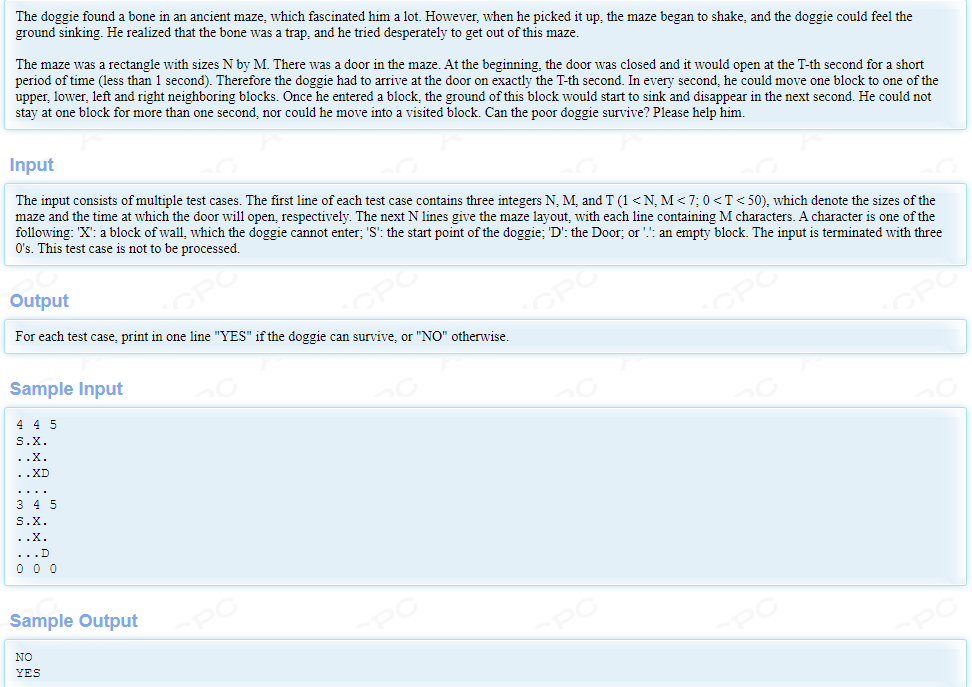 The doggie found a bone in an ancient maze, which fascinated him a lot. However, when he picked it up, the maze began to shake, and the doggie could feel the
ground sinking. He realized that the bone was a trap, and he tried desperately to get out of this maze.
The maze was a rectangle with sizes N by M. There was a door in the maze. At the beginning, the door was closed and it would open at the T-th second for a short
period of time (less than 1 second). Therefore the doggie had to arrive at the door on exactly the T-th second. In every second, he could move one block to one of the
upper, lower, left and right neighboring blocks. Once he entered a block, the ground of this block would start to sink and disappear in the next second. He could not
stay at one block for more than one second, nor could he move into a visited block. Can the poor doggie survive? Please help him.
Input
The input consists of multiple test cases. The first line of each test case contains three integers N, M, and T (1 < N, M < 7; 0 < T < 50), which denote the sizes of the
maze and the time at which the door will open, respectively. The next N lines give the maze layout, with each line containing M characters. A character is one of the
following: 'X': a block of wall, which the doggie cannot enter; 'S': the start point of the doggie; 'D': the Door; or '.': an empty block. The input is terminated with three
0's. This test case is not to be processed.
Output
For each test case, print in one line "YES" if the doggie can survive, or "NO" otherwise.
Sample Input
4 4 5
S.X.
..X.
..XD
....
3 4 5
S.X.
..X.
...D
0 0 0
Sample Output
NO
YES